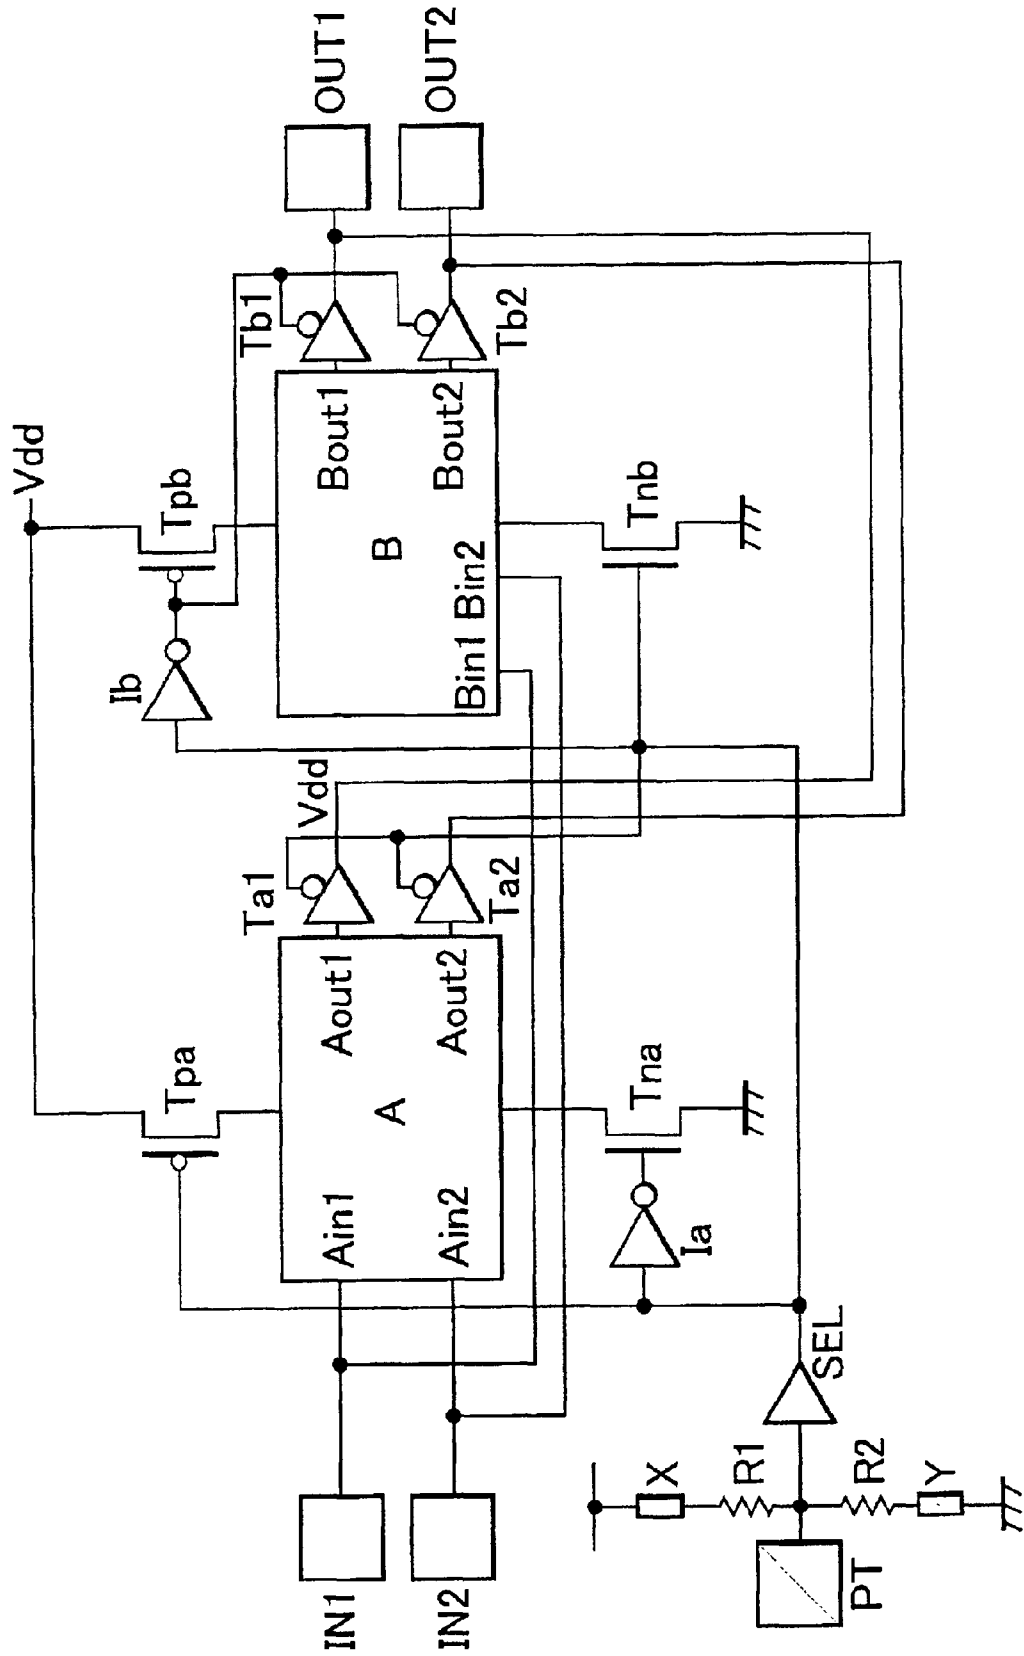 Vdd
Tpa
Ib
Tpb
OUT1
OUT2
Ta1
Vdd
Tb1
IN1
Ain1
Aout1
Bout1
A
B
IN2
Ain2
Aout2
Ta2
Bin1
Bin2
Bout2
Tb2
Tna
Tnb
Ia
X
R1
SEL
PT
R2
Y